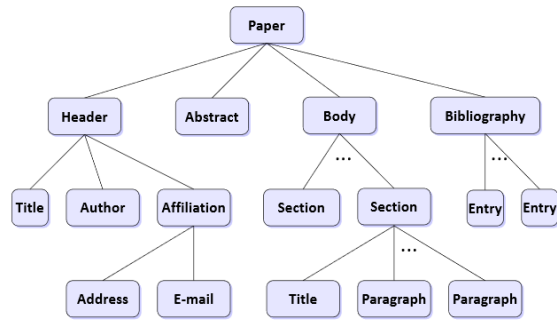 Paper
Header Abstract Body Bibliography
... ...
Title Author Affiliation Section Section Entry Entry
...
Address E-mail Title Paragraph Paragraph